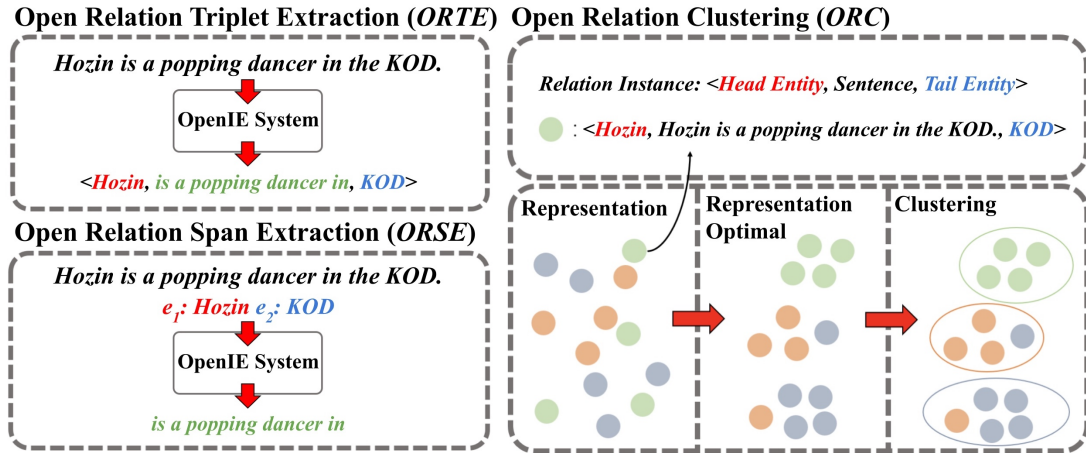 Open Relation Triplet Extraction (ORTE)
Hozin is a popping dancer in the KOD.
OpenIE System
<Hozin, is a popping dancer in, KOD>
Open Relation Span Extraction (ORSE)
Hozin is a popping dancer in the KOD.
e1: Hozin e2: KOD
OpenIE System
is a popping dancer in
Open Relation Clustering (ORC)
Relation Instance: <Head Entity, Sentence, Tail Entity>
: <Hozin, Hozin is a popping dancer in the KOD., KOD>
Representation
Representation
Optimal
Clustering